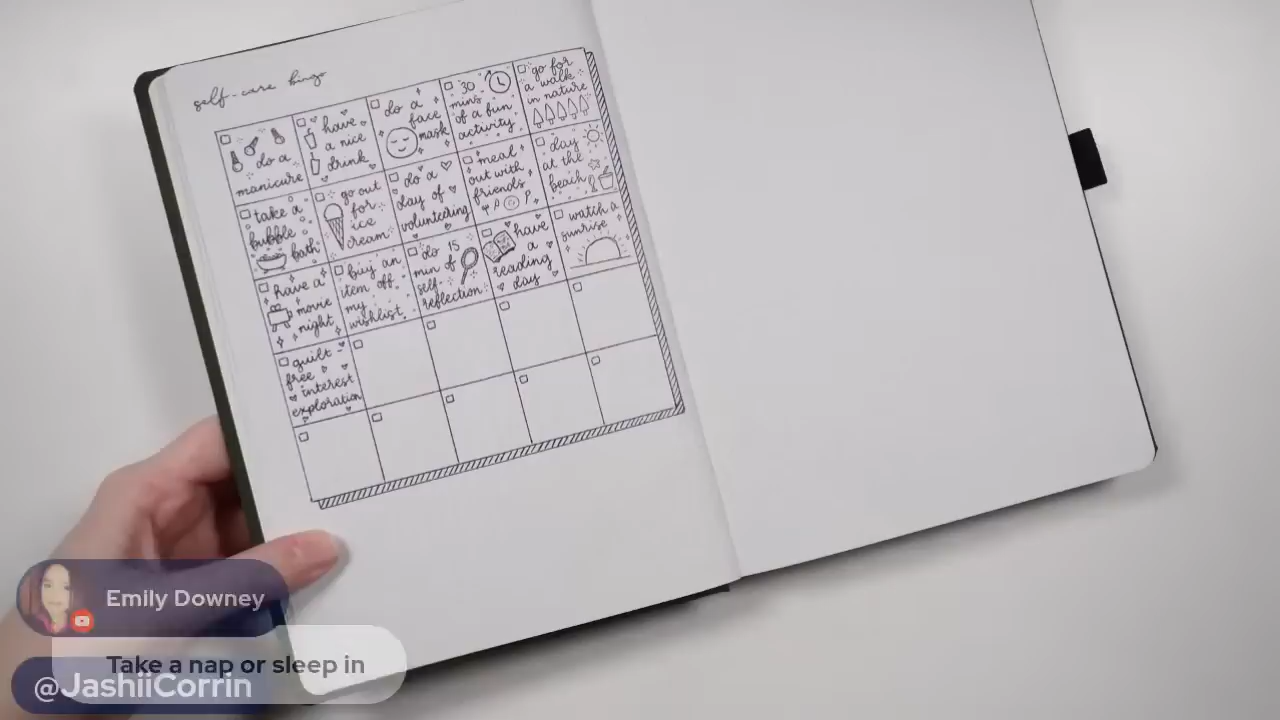 self-care bingo
do a
manicure
have
a nice
drink
do a
face
mask
30
mins
of a fun
activity
go for
a walk
in nature
take a
bubble
bath
go out
for
ice
cream
do a
day of
volunteering
meal
out with
friends
day
at the
beach
have a
movie
night
buy an
item off
my
wishlist
do 15
min of
self
reflection
have
a
reading
day
watch a
sunrise
guilt-
free
interest
exploration
Emily Downey
Take a nap or sleep in
@JashiiCorrin